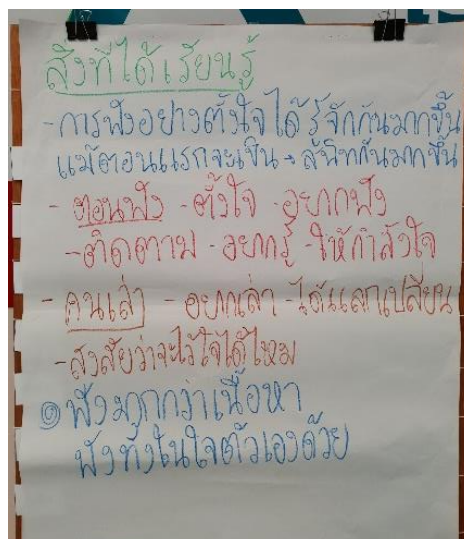 สิ่งที่ได้เรียนรู้
-การฟังอย่างตั้งใจ ได้รู้จักกันมากขึ้น
แม้ตอนแรกจะเขิน → สนิทกันมากขึ้น
- ตอนฟัง - ตั้งใจ - อยากฟัง
- ติดตาม - อยากรู้ - ให้กำลังใจ
- คนเล่า - อยากเล่า - ได้แลกเปลี่ยน
- สงสัยว่าจะไว้ใจได้ไหม
ฟังมากกว่าเนื้อหา
ฟังทั้งในใจตัวเองด้วย